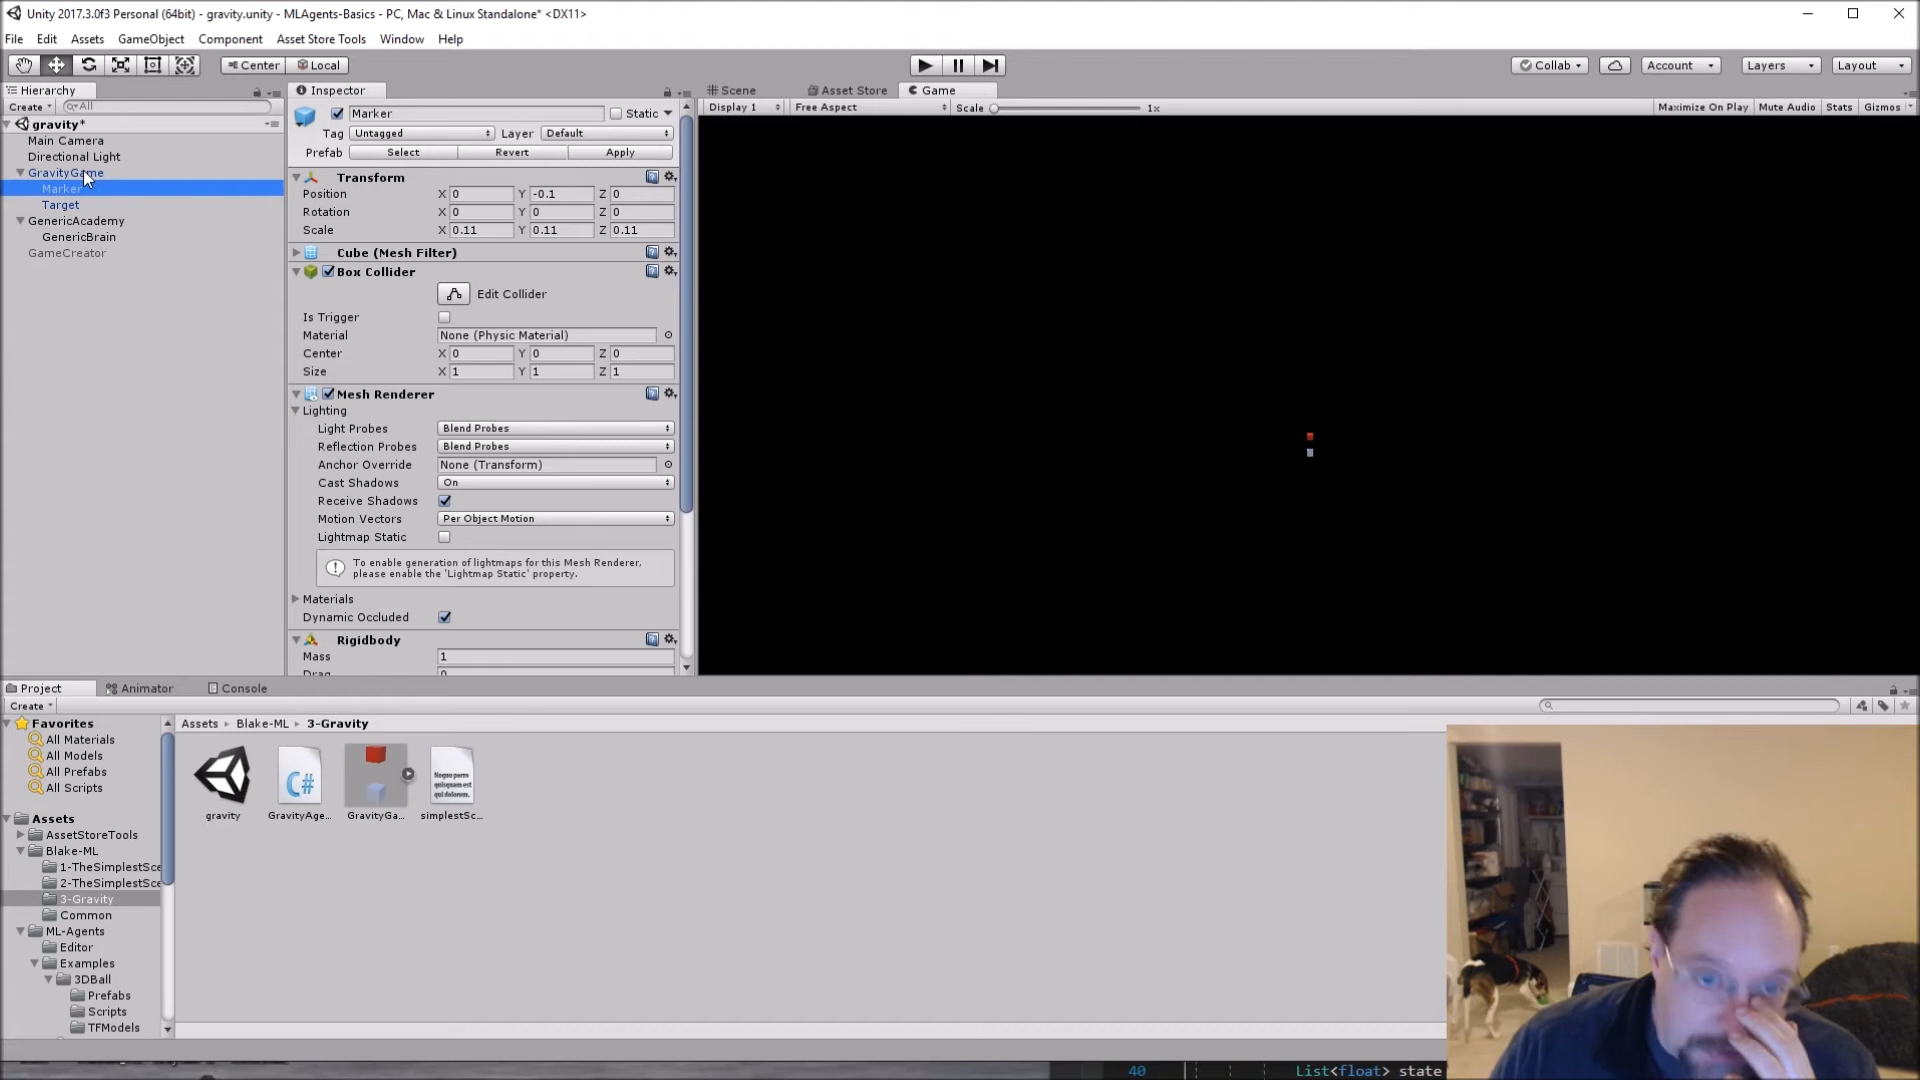 Unity 2017.3.0f3 Personal (64bit) - gravity.unity - MLAgents-Basics - PC, Mac & Linux Standalone* <DX11>
File Edit Assets GameObject Component Asset Store Tools Window Help
Center Local Collab Account Layers Layout
Hierarchy Inspector Scene Asset Store Game
Create All Marker Static Display 1 Free Aspect Scale 1x Maximize On Play Mute Audio Stats Gizmos
gravity*
Main Camera
Directional Light
GravityGame
Marker
Target
GenericAcademy
GenericBrain
GameCreator
Tag Untagged Layer Default
Prefab Select Revert Apply
Transform
Position X 0 Y -0.1 Z 0
Rotation X 0 Y 0 Z 0
Scale X 0.11 Y 0.11 Z 0.11
Cube (Mesh Filter)
Box Collider
Edit Collider
Is Trigger
Material None (Physic Material)
Center X 0 Y 0 Z 0
Size X 1 Y 1 Z 1
Mesh Renderer
Lighting
Light Probes Blend Probes
Reflection Probes Blend Probes
Anchor Override None (Transform)
Cast Shadows On
Receive Shadows
Motion Vectors Per Object Motion
Lightmap Static
To enable generation of lightmaps for this Mesh Renderer,
please enable the 'Lightmap Static' property.
Materials
Dynamic Occluded
Rigidbody
Mass 1
Drag 0
Project Animator Console
Create
Favorites
All Materials
All Models
All Prefabs
All Scripts
Assets
AssetStoreTools
Blake-ML
1-TheSimplestSce
2-TheSimplestSce
3-Gravity
Common
ML-Agents
Editor
Examples
3DBall
Prefabs
Scripts
TFModels
Assets Blake-ML 3-Gravity
C#
gravity GravityAge... GravityGa... simplestSc...
40 List<float> state